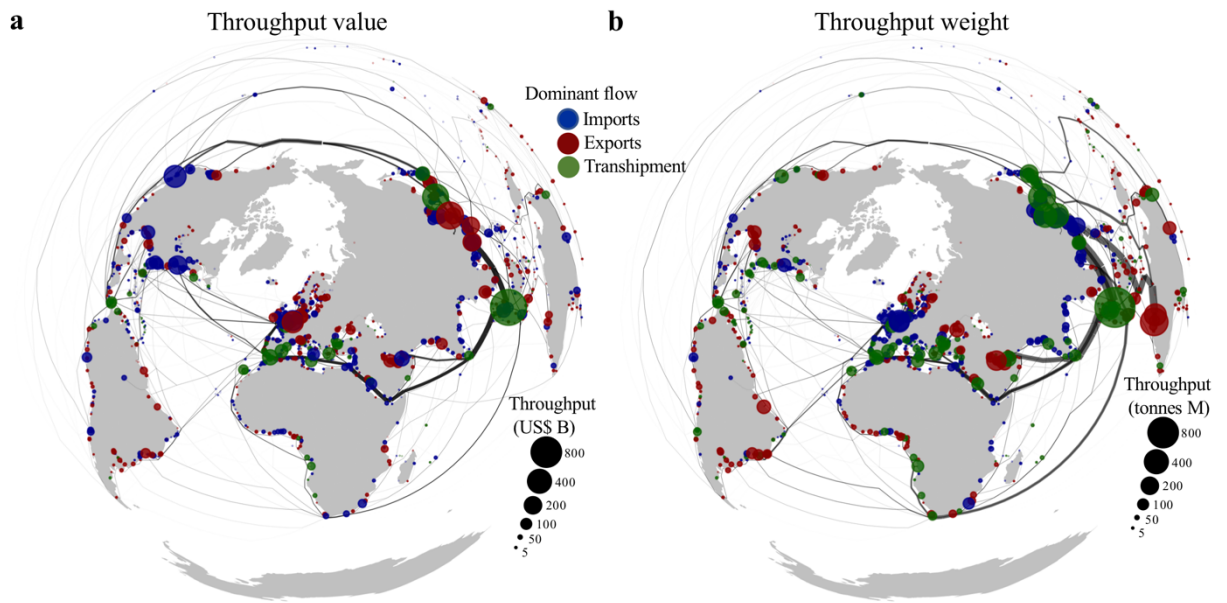 a
Throughput value
b
Throughput weight
Dominant flow
Imports
Exports
Transhipment
Throughput
(US$ B)
800
400
200
100
50
5
Throughput
(tonnes M)
800
400
200
100
50
5